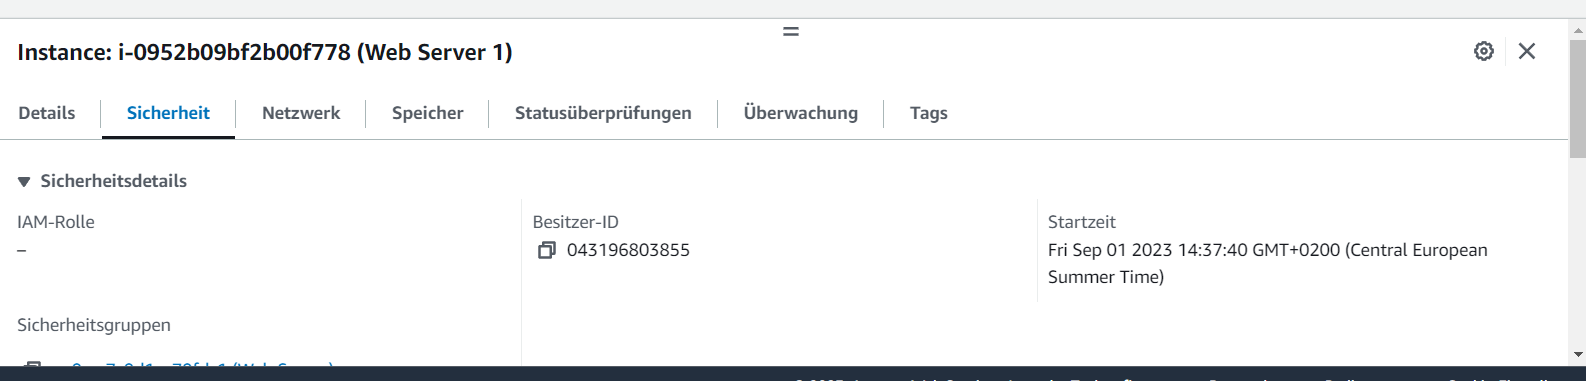 Instance: i-0952b09bf2b00f778 (Web Server 1)
Details Sicherheit Netzwerk Speicher Statusüberprüfungen Überwachung Tags
Sicherheitsdetails
IAM-Rolle
–
Besitzer-ID
043196803855
Startzeit
Fri Sep 01 2023 14:37:40 GMT+0200 (Central European
Summer Time)
Sicherheitsgruppen